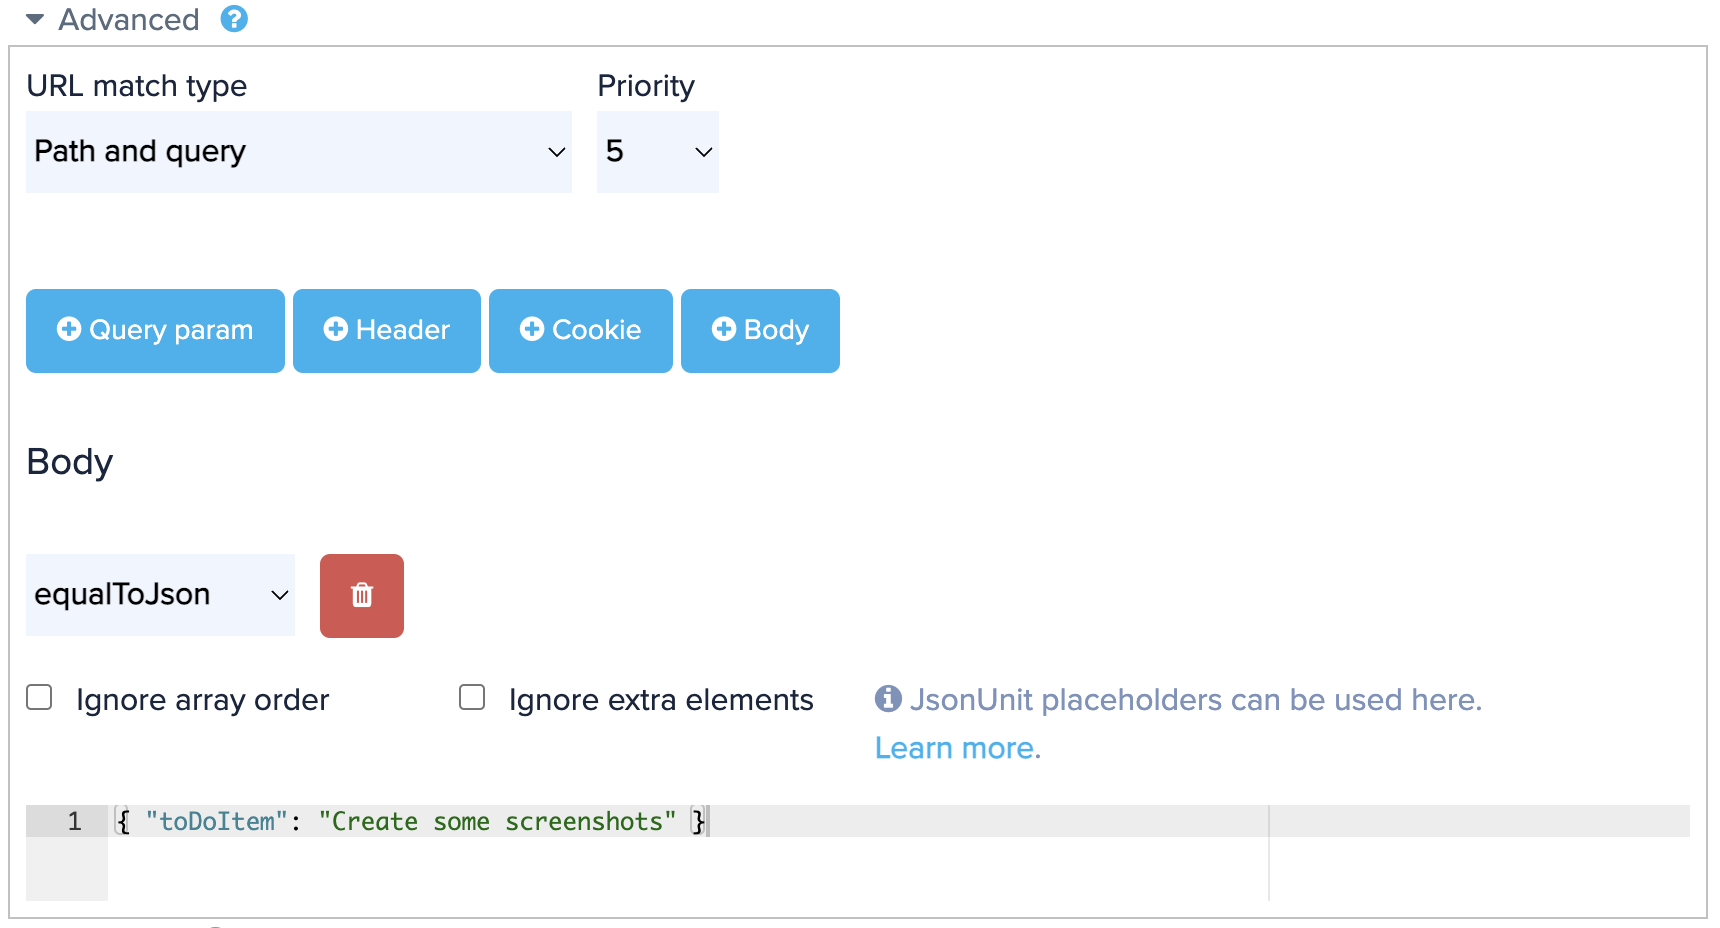 Advanced ?
URL match type
Priority
Path and query
5
Query param
Header
Cookie
Body
Body
equalToJson
Ignore array order
Ignore extra elements
JsonUnit placeholders can be used here.
Learn more.
1 { "toDoItem": "Create some screenshots" }